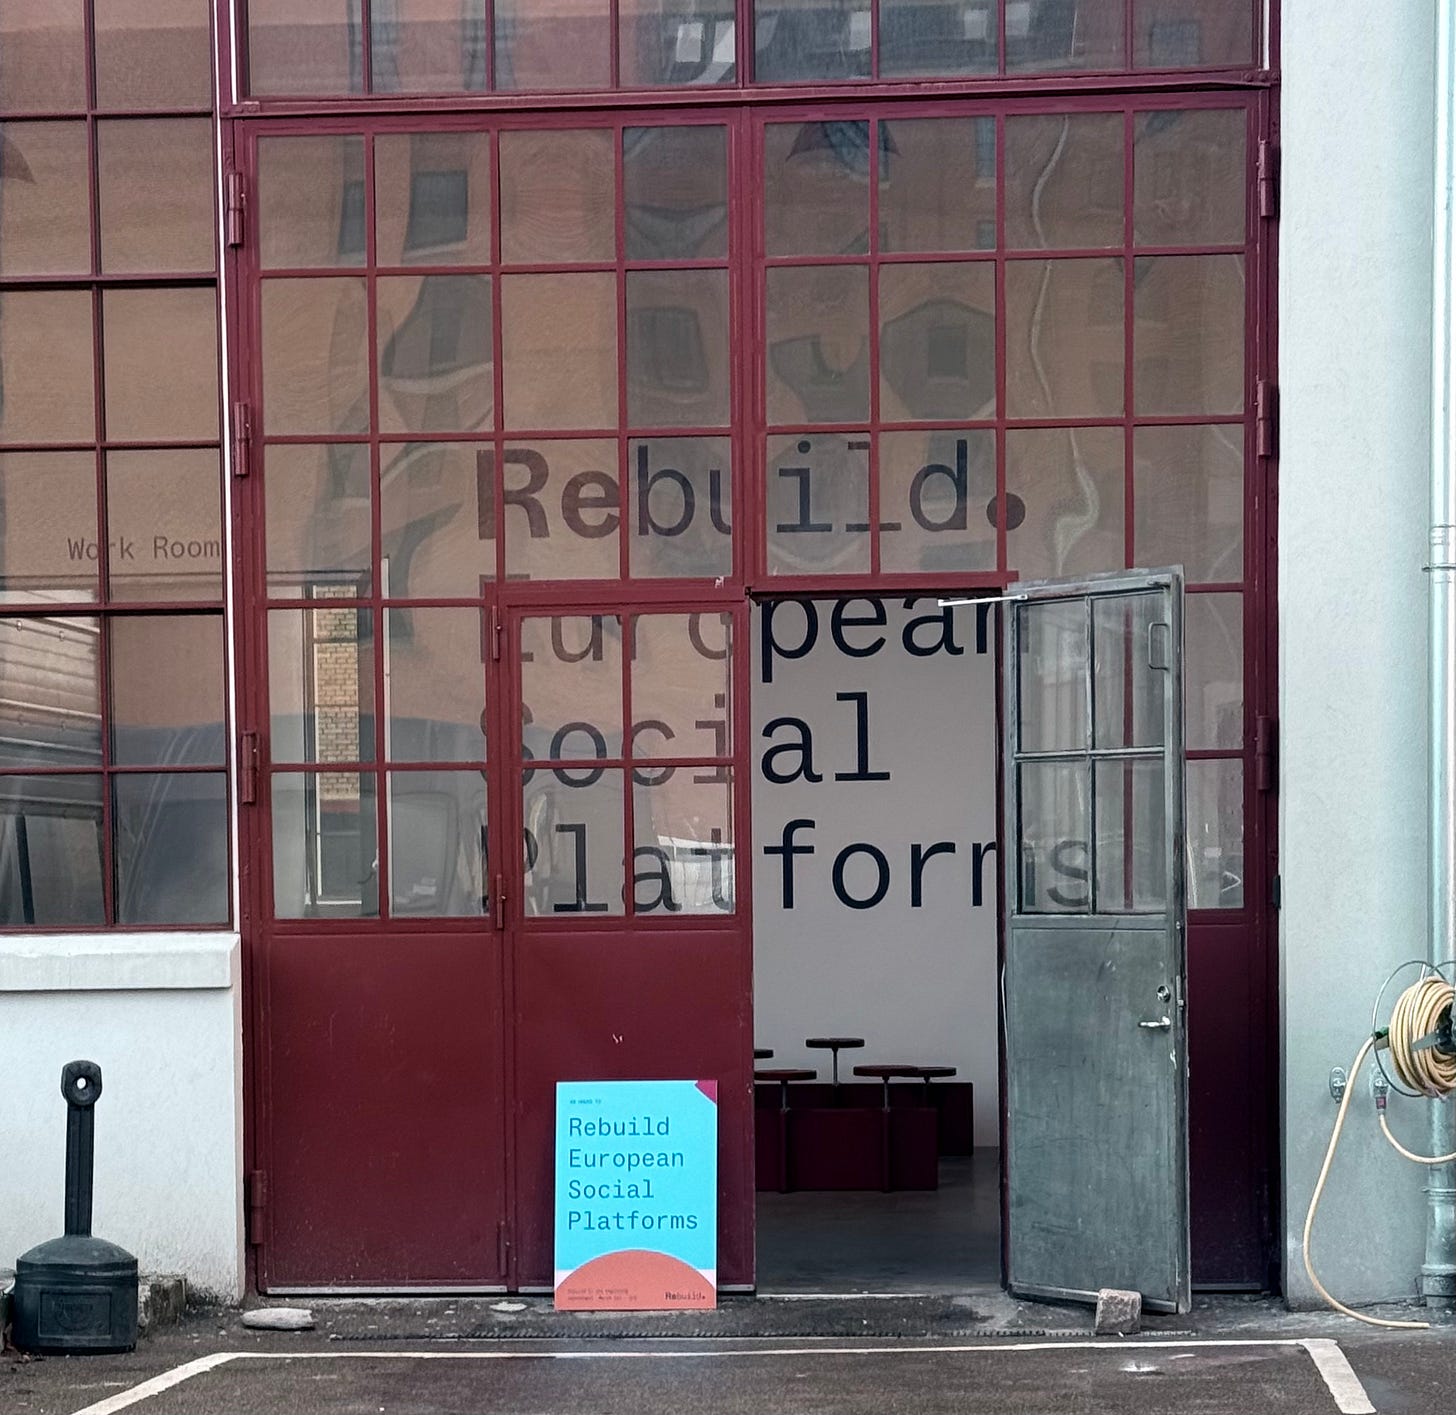 Rebuild.
European
Social
Platforms
Work Room
Rebuild
European
Social
Platforms
Rebuild.